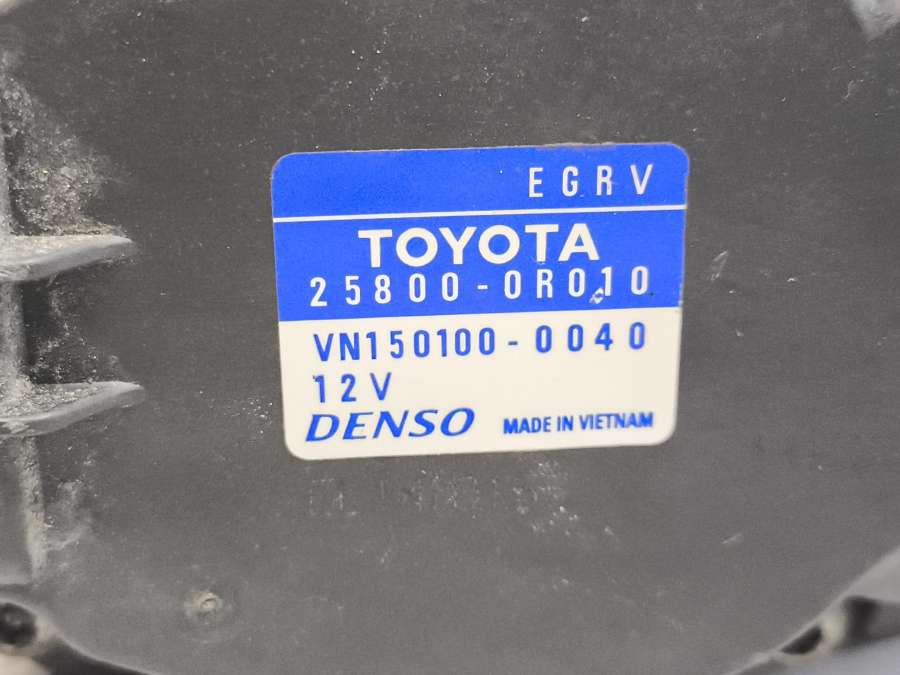 EGRV
TOYOTA
25800-0R010
VN150100-0040
12V
DENSO MADE IN VIETNAM